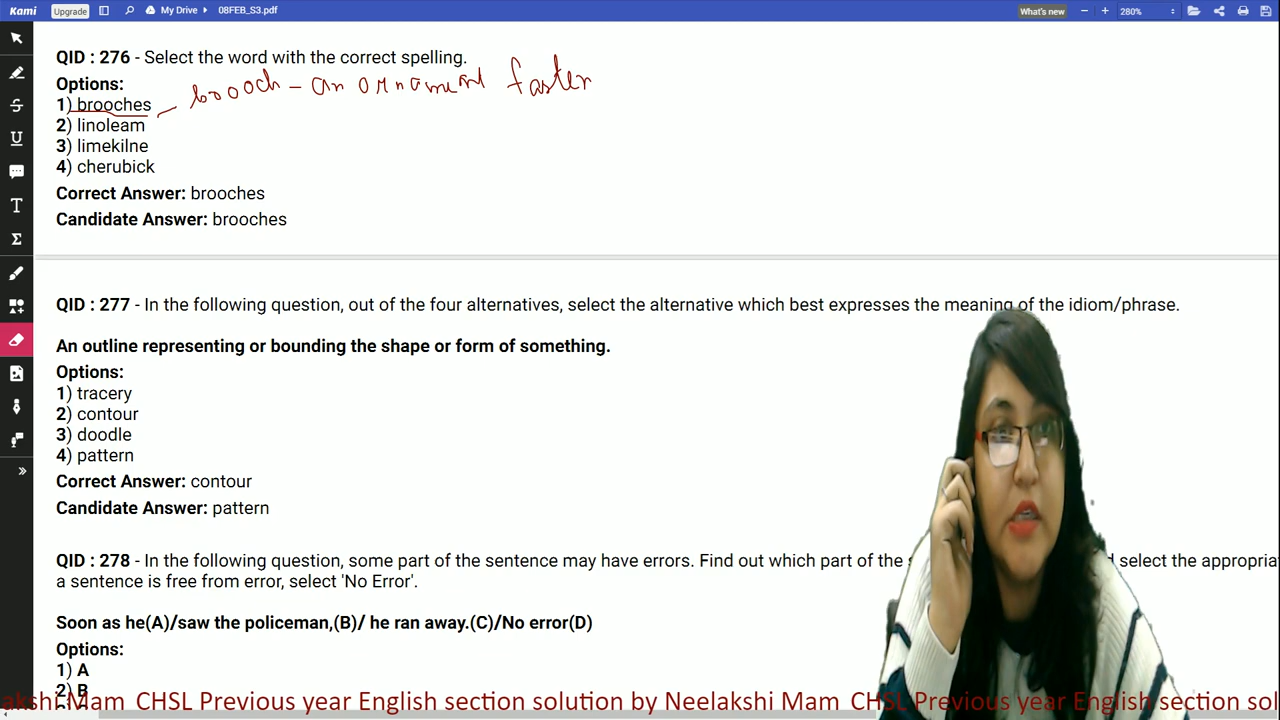 Kami Upgrade My Drive 08FEB_S3.pdf What's new 280%
QID : 276 - Select the word with the correct spelling.
Options:
1) brooches
brooch - an ornament faster
2) linoleam
3) limekilne
4) cherubick
Correct Answer: brooches
Candidate Answer: brooches
QID : 277 - In the following question, out of the four alternatives, select the alternative which best expresses the meaning of the idiom/phrase.
An outline representing or bounding the shape or form of something.
Options:
1) tracery
2) contour
3) doodle
4) pattern
Correct Answer: contour
Candidate Answer: pattern
QID : 278 - In the following question, some part of the sentence may have errors. Find out which part of the select the appropria
a sentence is free from error, select 'No Error'.
Soon as he(A)/saw the policeman,(B)/ he ran away.(C)/No error(D)
Options:
1) A
2) B
lakshi Mam CHSL Previous year English section solution by Neelakshi Mam CHSL Previous year English section sol